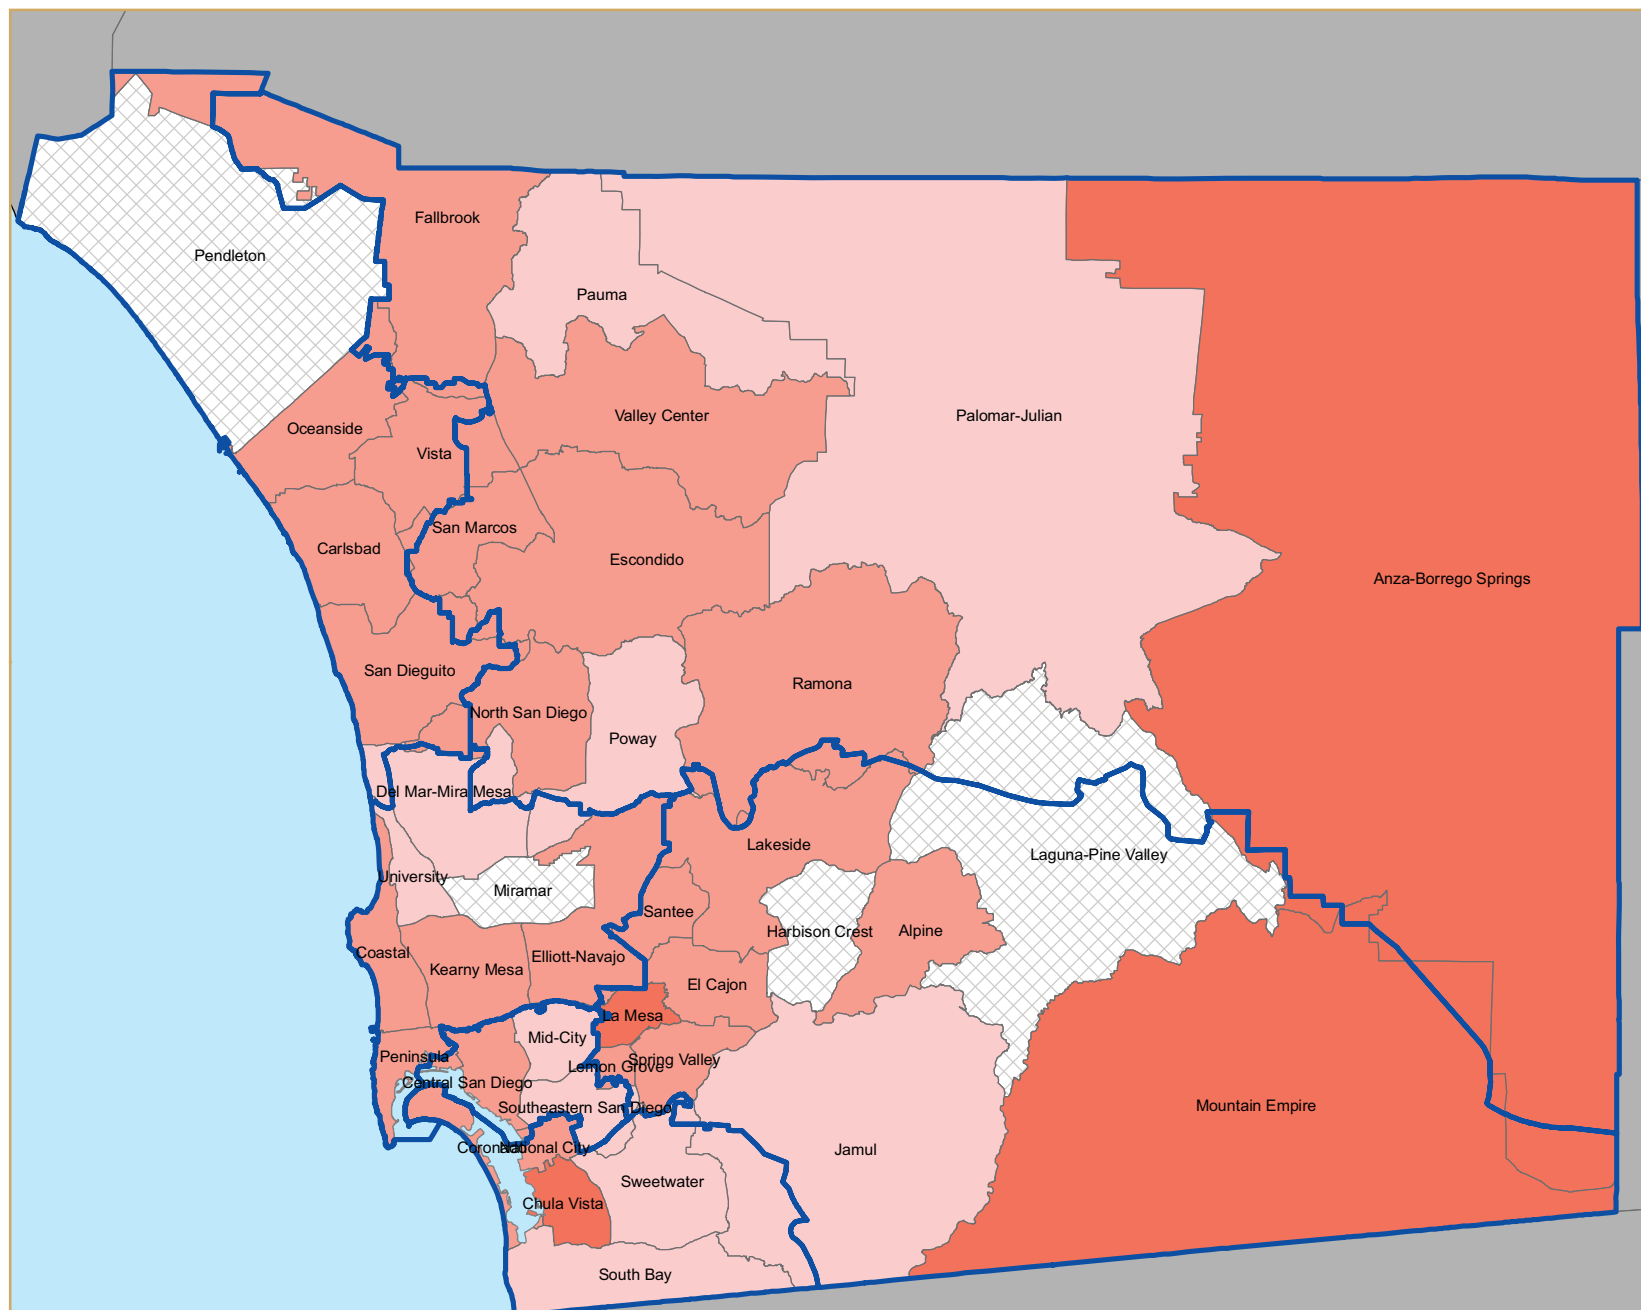 Fallbrook
Pendleton
Pauma
Valley Center
Palomar-Julian
Oceanside
Vista
San Marcos
Carlsbad
Escondido
Anza-Borrego Springs
San Dieguito
Ramona
North San Diego
Poway
Del Mar-Mira Mesa
Lakeside
Laguna-Pine Valley
University
Miramar
Santee
Harbison Crest
Alpine
Coastal
Elliott-Navajo
Kearny Mesa
El Cajon
La Mesa
Mid-City
Peninsula
Lemon Grove
Spring Valley
Central San Diego
Southeastern San Diego
Mountain Empire
Coronado
National City
Jamul
Sweetwater
Chula Vista
South Bay